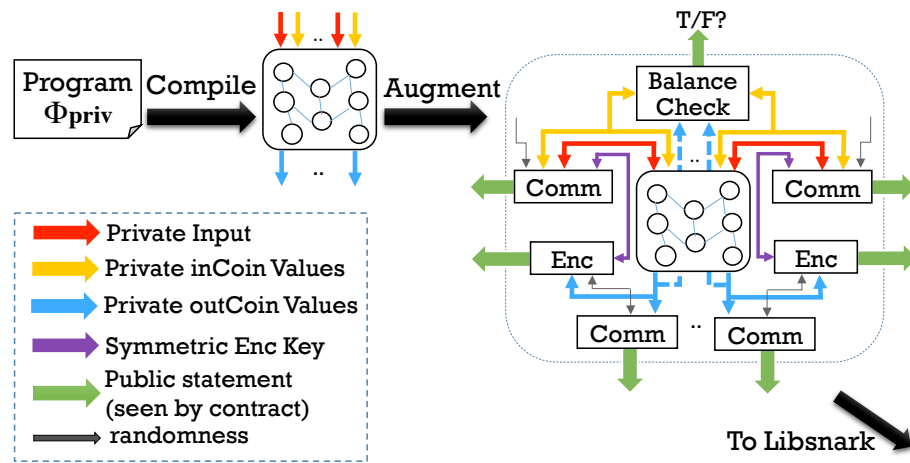 T/F?
Program
Φpriv
Compile
..
Augment
..
Balance
Check
..
Comm
Comm
Enc
Enc
Comm
..
Comm
Private Input
Private inCoin Values
Private outCoin Values
Symmetric Enc Key
Public statement
(seen by contract)
randomness
To Libsnark